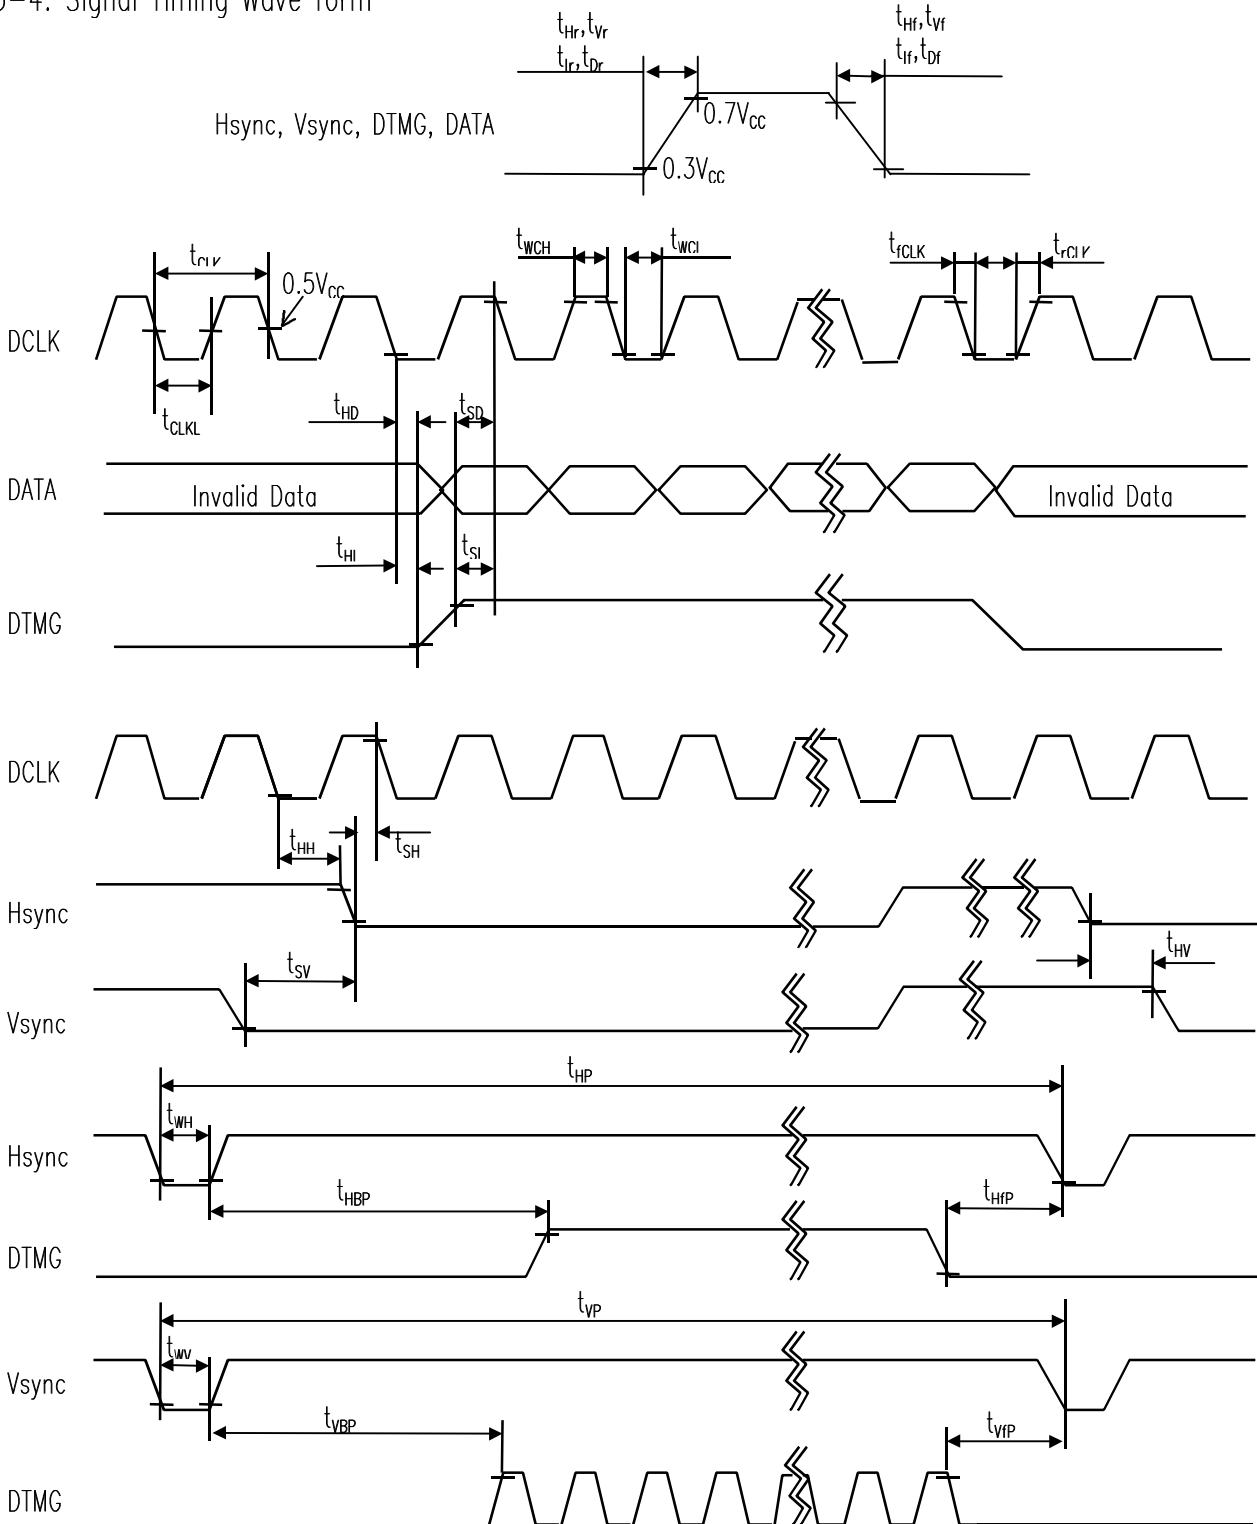 3-4. Signal Timing Wave form
tHr, tVr
tIr, tDr
tHf, tVf
tIf, tDf
Hsync, Vsync, DTMG, DATA
0.7VCC
0.3VCC
tCLK
0.5VCC
tWCH
tWCL
tfCLK
trCLK
DCLK
tCLKL
tHD
tSD
DATA
Invalid Data
Invalid Data
tHI
tSI
DTMG
DCLK
tHH
tSH
Hsync
tSV
tHV
Vsync
tHP
tWH
Hsync
tHBP
tHfP
DTMG
tVP
tWV
Vsync
tVBP
tVfP
DTMG